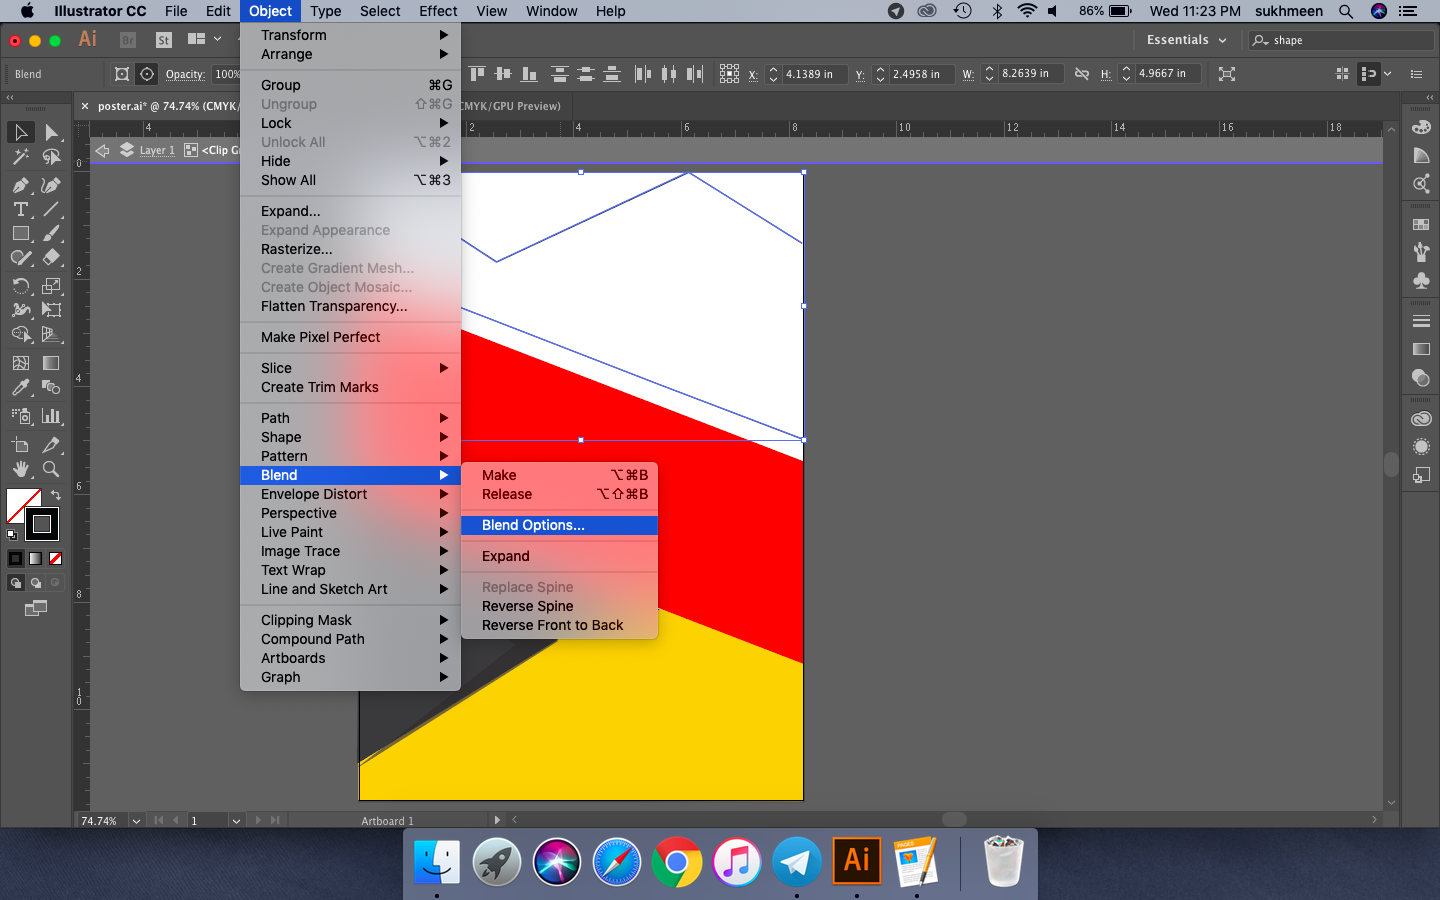 Illustrator CC File Edit Object Type Select Effect View Window Help 86% Wed 11:23 PM sukhmeen
Ai Br St Essentials shape
Blend Opacity: 100% X: 4.1389 in Y: 2.4958 in W: 8.2639 in H: 4.9667 in
× poster.ai* @ 74.74% (CMYK/ CMYK/GPU Preview)
4 2 4 6 8 10 12 14 16 18
Layer 1 <Clip Gr
0
2
4
6
8
10
Transform
Arrange
Group ⌘G
Ungroup ⇧⌘G
Lock
Unlock All ⌥⌘2
Hide
Show All ⌥⌘3
Expand...
Expand Appearance
Rasterize...
Create Gradient Mesh...
Create Object Mosaic...
Flatten Transparency...
Make Pixel Perfect
Slice
Create Trim Marks
Path
Shape
Pattern
Blend
Envelope Distort
Perspective
Live Paint
Image Trace
Text Wrap
Line and Sketch Art
Clipping Mask
Compound Path
Artboards
Graph
Make ⌥⌘B
Release ⌥⇧⌘B
Blend Options...
Expand
Replace Spine
Reverse Spine
Reverse Front to Back
74.74% 1 Artboard 1
Ai PAGES